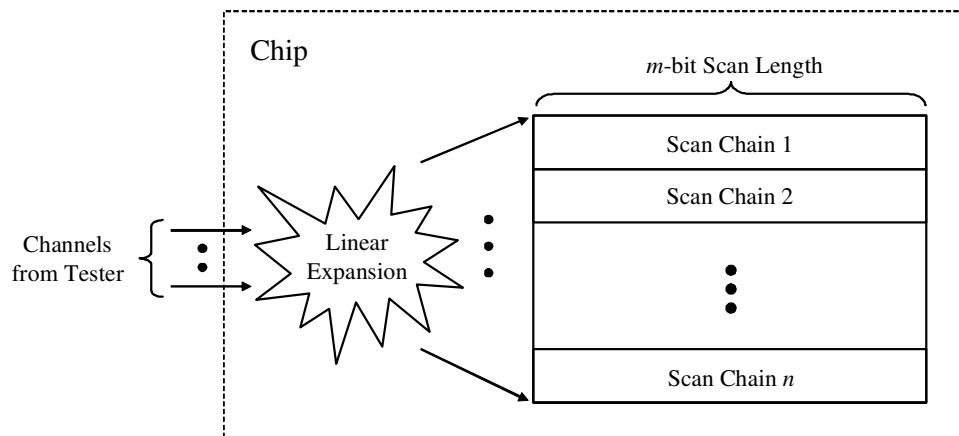 Chip
m-bit Scan Length
Scan Chain 1
Scan Chain 2
Channels
from Tester
Linear
Expansion
Scan Chain n